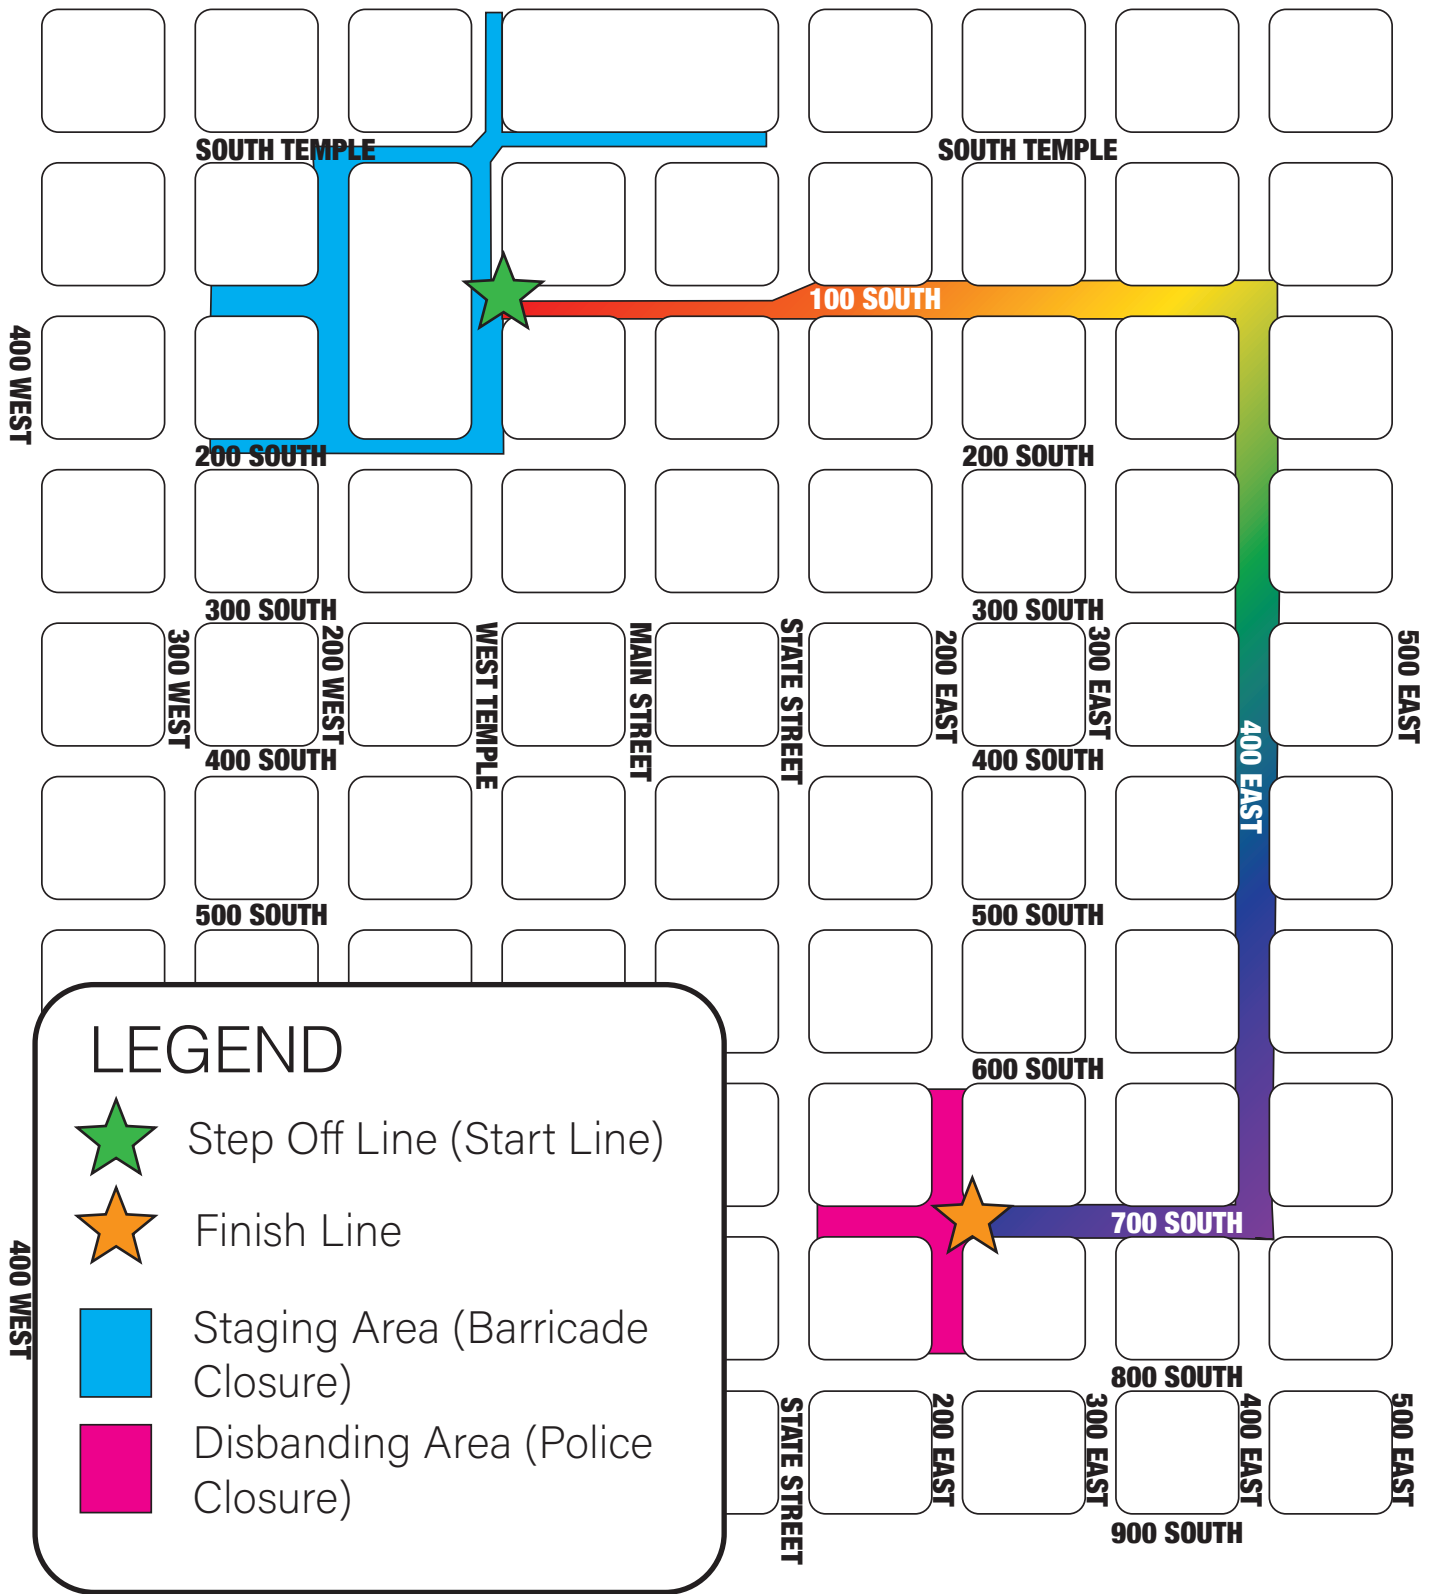 SOUTH TEMPLE
SOUTH TEMPLE
100 SOUTH
400 WEST
200 SOUTH
200 SOUTH
300 SOUTH
300 SOUTH
300 WEST
200 WEST
WEST TEMPLE
MAIN STREET
STATE STREET
200 EAST
300 EAST
400 EAST
500 EAST
400 SOUTH
400 SOUTH
500 SOUTH
500 SOUTH
600 SOUTH
700 SOUTH
800 SOUTH
400 WEST
STATE STREET
200 EAST
300 EAST
400 EAST
500 EAST
900 SOUTH
LEGEND
Step Off Line (Start Line)
Finish Line
Staging Area (Barricade
Closure)
Disbanding Area (Police
Closure)